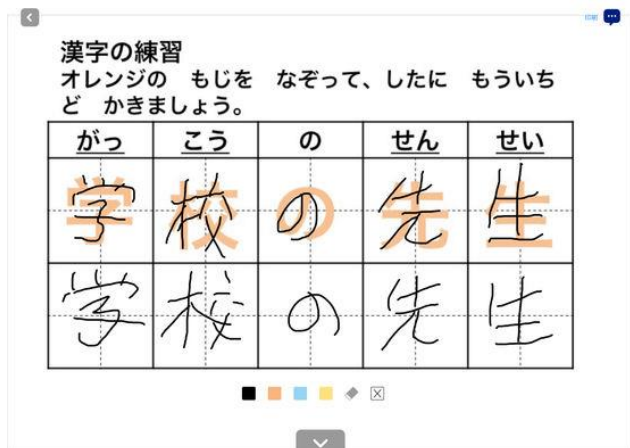 印刷
漢字の練習
オレンジの もじを なぞって、したに もういち
ど かきましょう。
がっ こう の せん せい
学 校 の 先 生
学 校 の 先 生